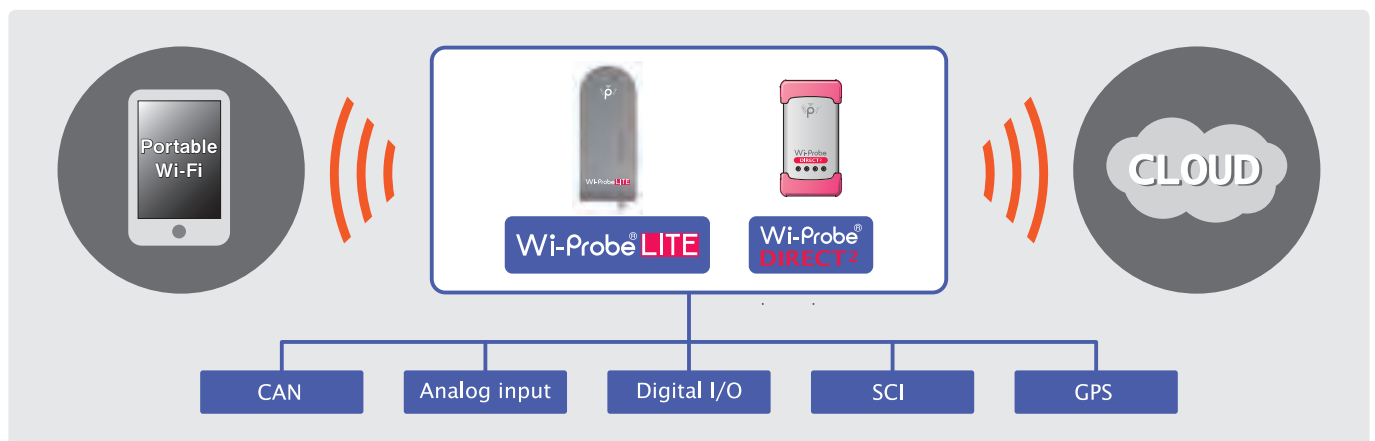 Portable
Wi-Fi
ρ
Wi-Probe LITE
Wi-Probe® LITE
ρ
Wi-Probe
DIRECT2
Wi-Probe®
DIRECT2
CLOUD
CAN
Analog input
Digital I/O
SCI
GPS